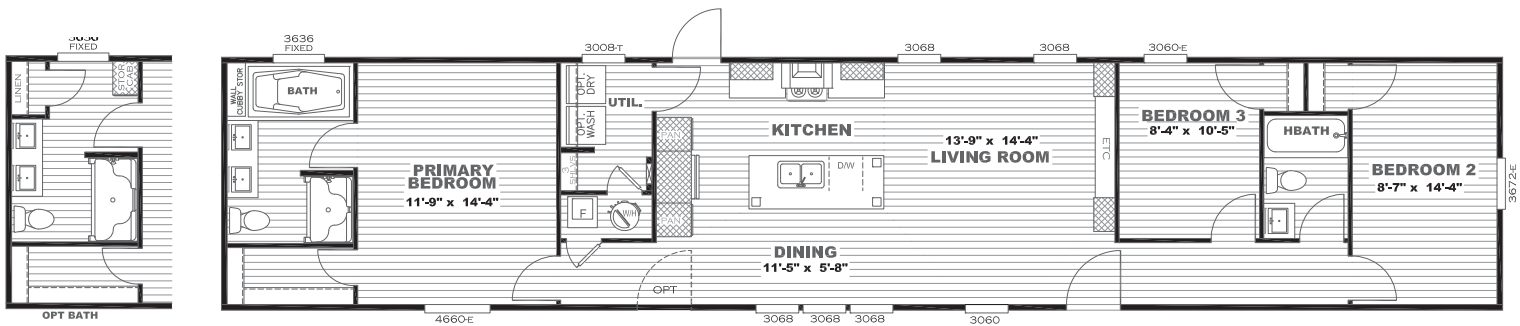 FIXED
LINEN
STOR
CAB
OPT BATH
3636
FIXED
WALL
CUBBY STOR
BATH
PRIMARY
BEDROOM
11'-9" x 14'-4"
4660-E
3008-T
OPT.
DRY
UTIL.
OPT.
WASH
3
SHLVS
F
W/H
PAN
PAN
KITCHEN
D/W
DINING
11'-5" x 5'-8"
OPT
3068
3068
3068
3060
3068
3068
13'-9" x 14'-4"
LIVING ROOM
ETC
3060-E
BEDROOM 3
8'-4" x 10'-5"
HBATH
BEDROOM 2
8'-7" x 14'-4"
3672-E